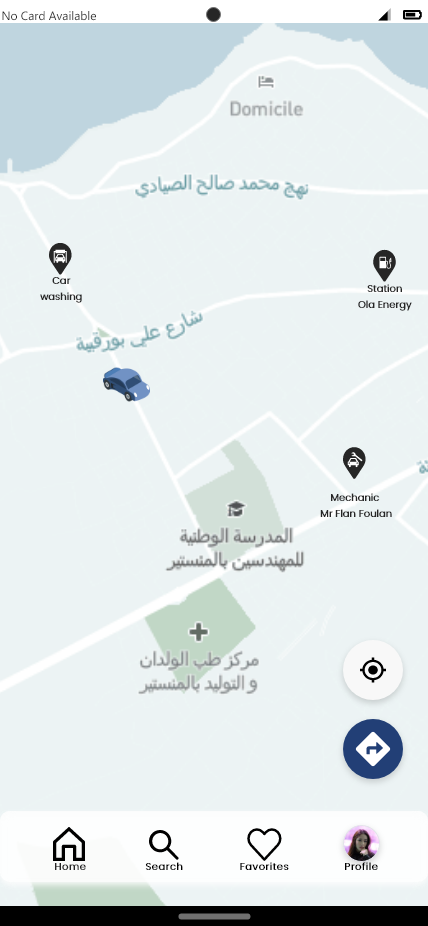 No Card Available
Domicile
نهج محمد صالح الصيادي
Car
washing
Station
Ola Energy
شارع علي بورقيبة
Mechanic
Mr Flan Foulan
المدرسة الوطنية
للمهندسين بالمنستير
مركز طب الولدان
و التوليد بالمنستير
Home
Search
Favorites
Profile